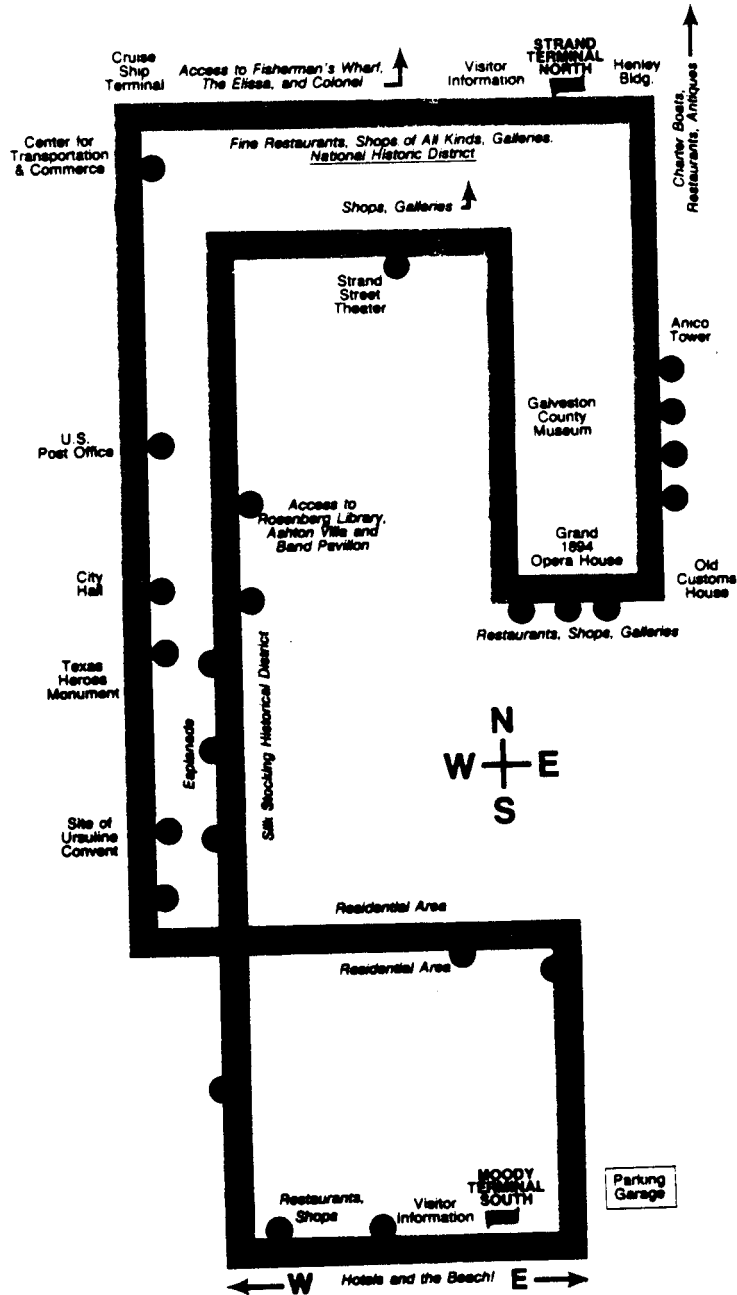 Cruise
Ship
Terminal
Access to Fisherman's Wharf,
The Elissa, and Colonel
Visitor
Information
STRAND
TERMINAL
NORTH
Henley
Bldg.
Charter Boats,
Restaurants, Antiques
Center for
Transportation
& Commerce
Fine Restaurants, Shops of All Kinds, Galleries.
National Historic District
Shops, Galleries
Strand
Street
Theater
Anico
Tower
Galveston
County
Museum
U.S.
Post Office
Access to
Rosenberg Library,
Ashton Villa and
Band Pavilion
Grand
1894
Opera House
Old
Customs
House
City
Hall
Restaurants, Shops, Galleries
Texas
Heroes
Monument
Esplanade
Silk Stocking Historical District
N
W E
S
Site of
Ursuline
Convent
Residential Area
Residential Area
MOODY
TERMINAL
SOUTH
Parking
Garage
Restaurants,
Shops
Visitor
Information
W Hotels and the Beach! E